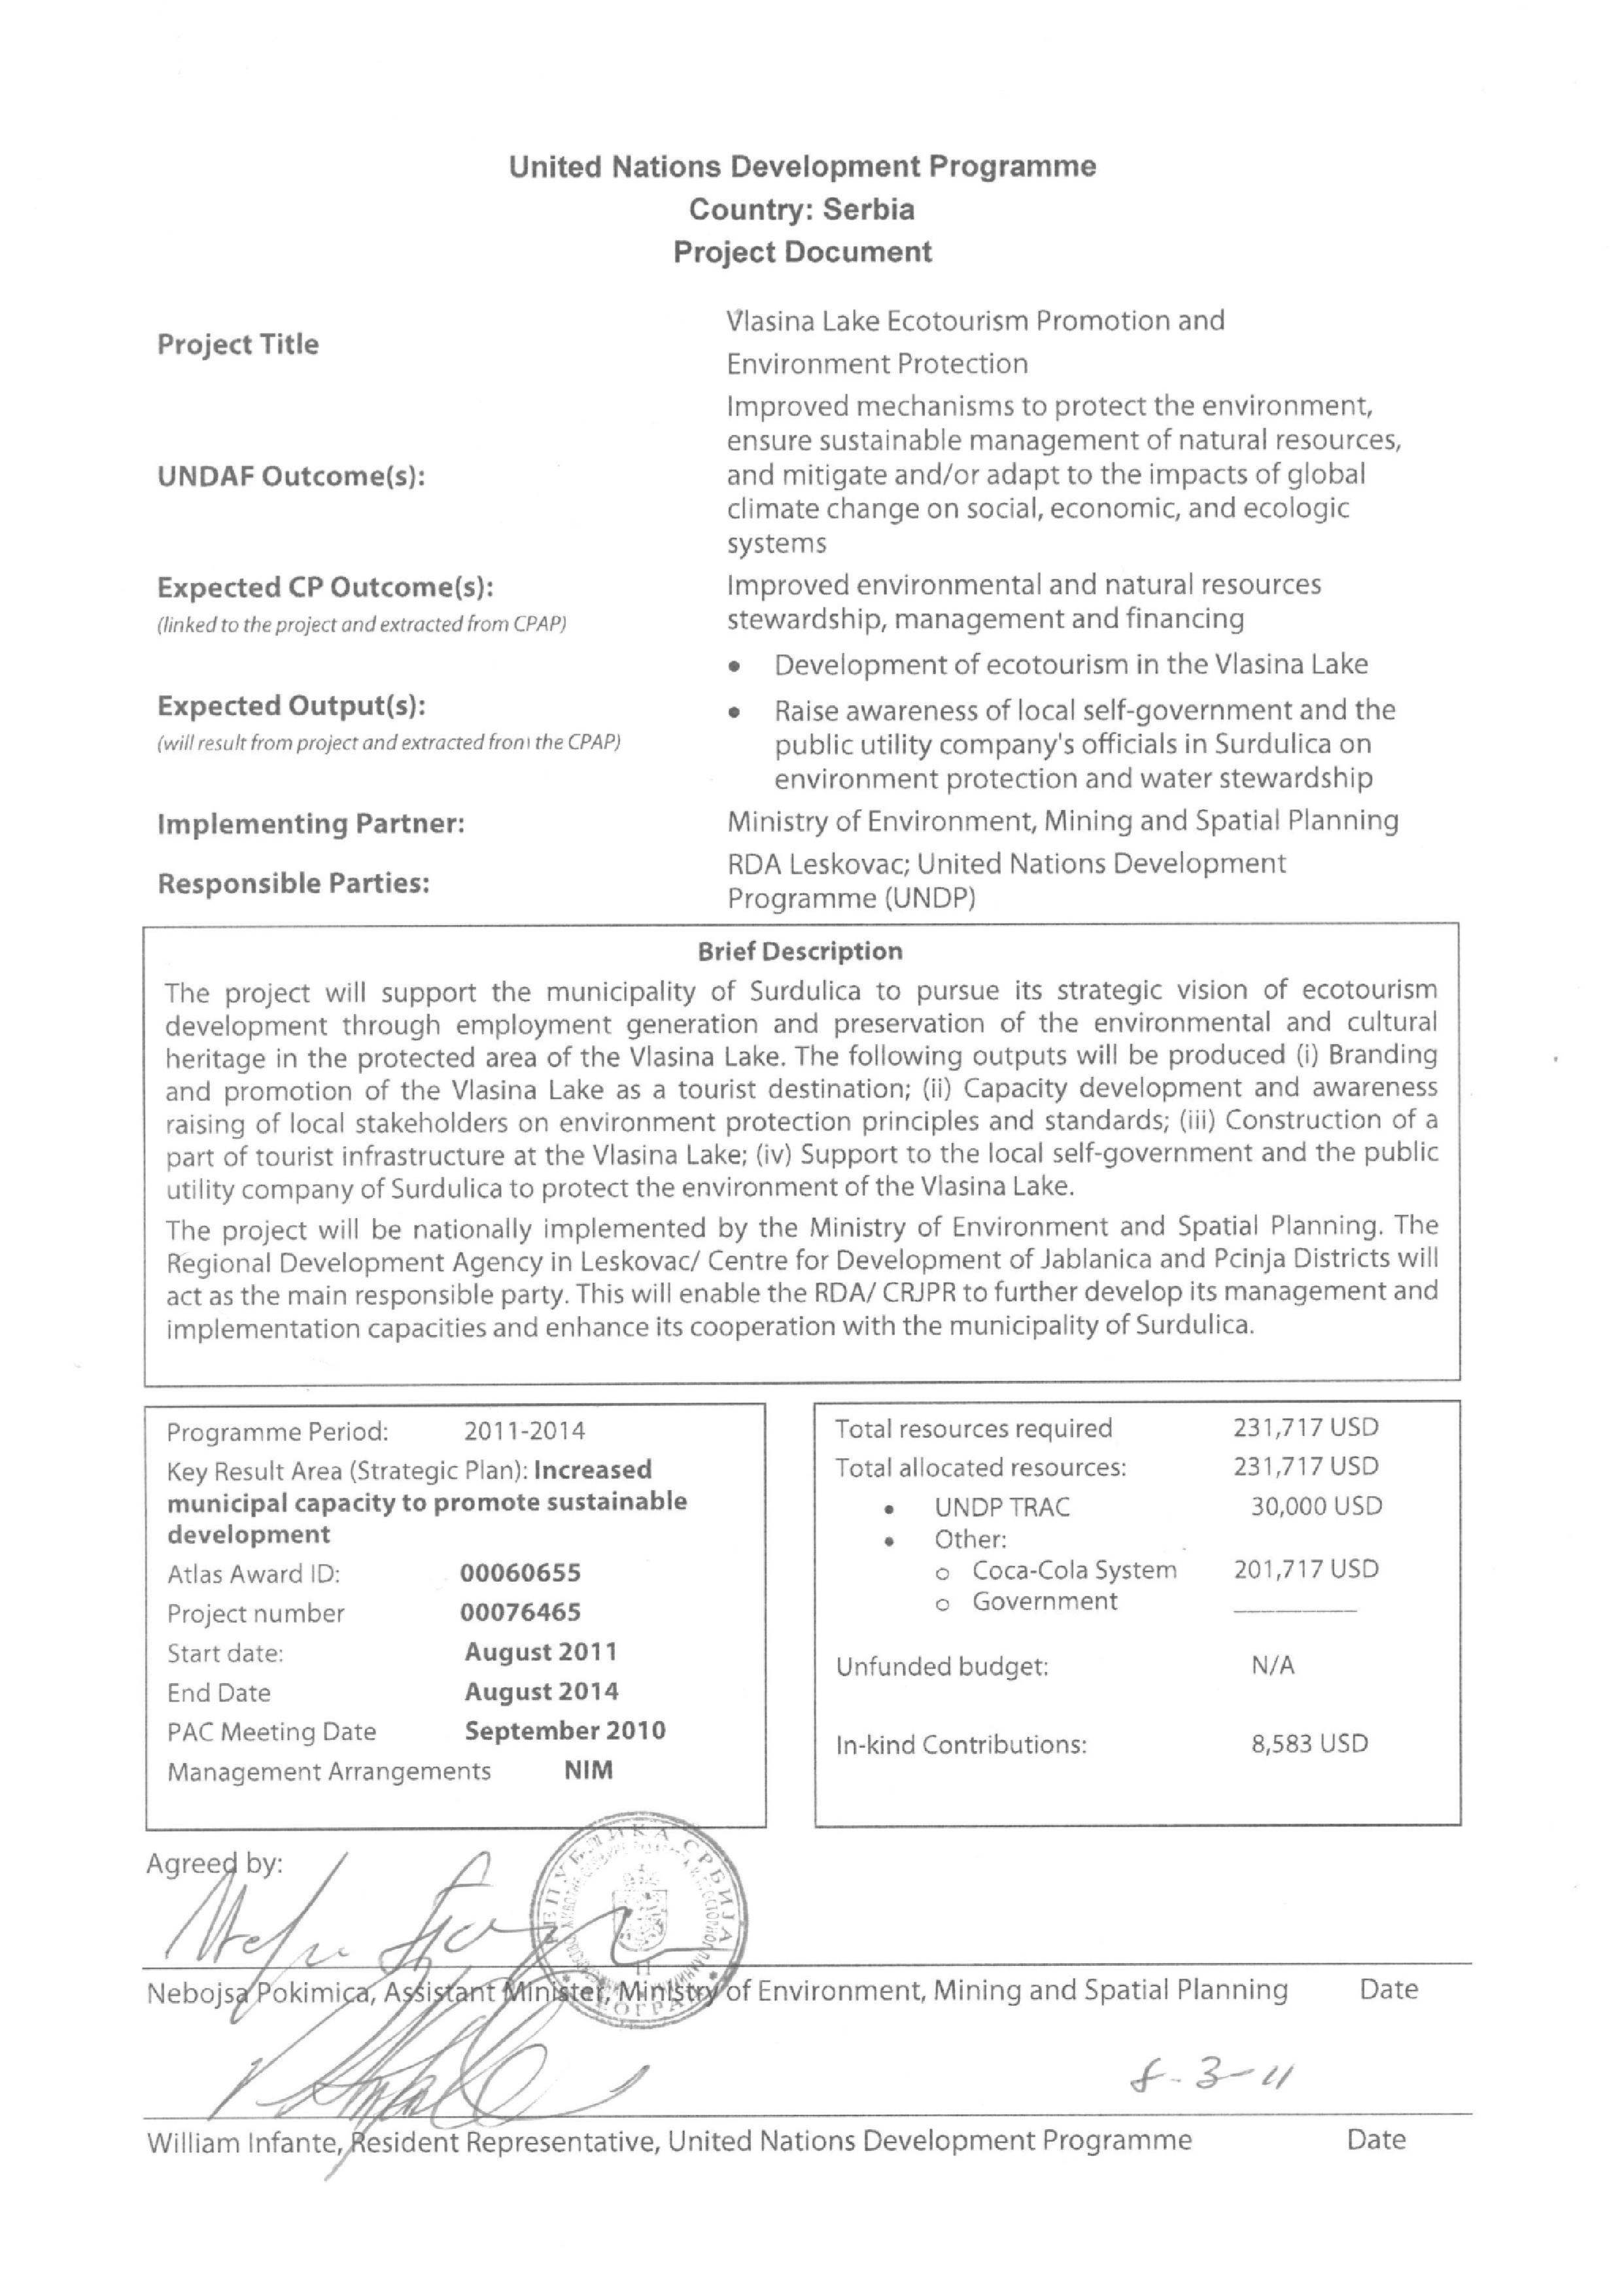 United Nations Development Programme
Country: Serbia
Project Document
Project Title
Vlasina Lake Ecotourism Promotion and
Environment Protection
UNDAF Outcome(s):
Improved mechanisms to protect the environment,
ensure sustainable management of natural resources,
and mitigate and/or adapt to the impacts of global
climate change on social, economic, and ecologic
systems
Expected CP Outcome(s):
(linked to the project and extracted from CPAP)
Improved environmental and natural resources
stewardship, management and financing
Expected Output(s):
(will result from project and extracted from the CPAP)
• Development of ecotourism in the Vlasina Lake
• Raise awareness of local self-government and the
public utility company's officials in Surdulica on
environment protection and water stewardship
Implementing Partner:
Ministry of Environment, Mining and Spatial Planning
Responsible Parties:
RDA Leskovac; United Nations Development
Programme (UNDP)
Brief Description
The project will support the municipality of Surdulica to pursue its strategic vision of ecotourism
development through employment generation and preservation of the environmental and cultural
heritage in the protected area of the Vlasina Lake. The following outputs will be produced (i) Branding
and promotion of the Vlasina Lake as a tourist destination; (ii) Capacity development and awareness
raising of local stakeholders on environment protection principles and standards; (iii) Construction of a
part of tourist infrastructure at the Vlasina Lake; (iv) Support to the local self-government and the public
utility company of Surdulica to protect the environment of the Vlasina Lake.
The project will be nationally implemented by the Ministry of Environment and Spatial Planning. The
Regional Development Agency in Leskovac/ Centre for Development of Jablanica and Pcinja Districts will
act as the main responsible party. This will enable the RDA/ CRJPR to further develop its management and
implementation capacities and enhance its cooperation with the municipality of Surdulica.
Programme Period: 2011-2014
Key Result Area (Strategic Plan): Increased
municipal capacity to promote sustainable
development
Atlas Award ID: 00060655
Project number 00076465
Start date: August 2011
End Date August 2014
PAC Meeting Date September 2010
Management Arrangements NIM
Total resources required 231,717 USD
Total allocated resources: 231,717 USD
• UNDP TRAC 30,000 USD
• Other:
o Coca-Cola System 201,717 USD
o Government
Unfunded budget: N/A
In-kind Contributions: 8,583 USD
Agreed by:
РЕПУБЛИКА СРБИЈА
Nebojsa Pokimica, Assistant Minister, Ministry of Environment, Mining and Spatial Planning Date
8-3-11
William Infante, Resident Representative, United Nations Development Programme Date